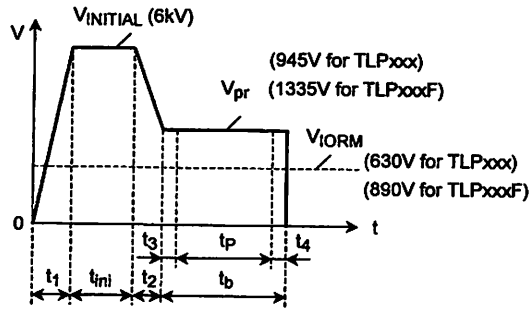 VINITIAL (6kV)
V
(945V for TLPxxx)
Vpr
(1335V for TLPxxxF)
VIORM
(630V for TLPxxx)
(890V for TLPxxxF)
0
t
t3
tP
t4
t1
tini
t2
tb